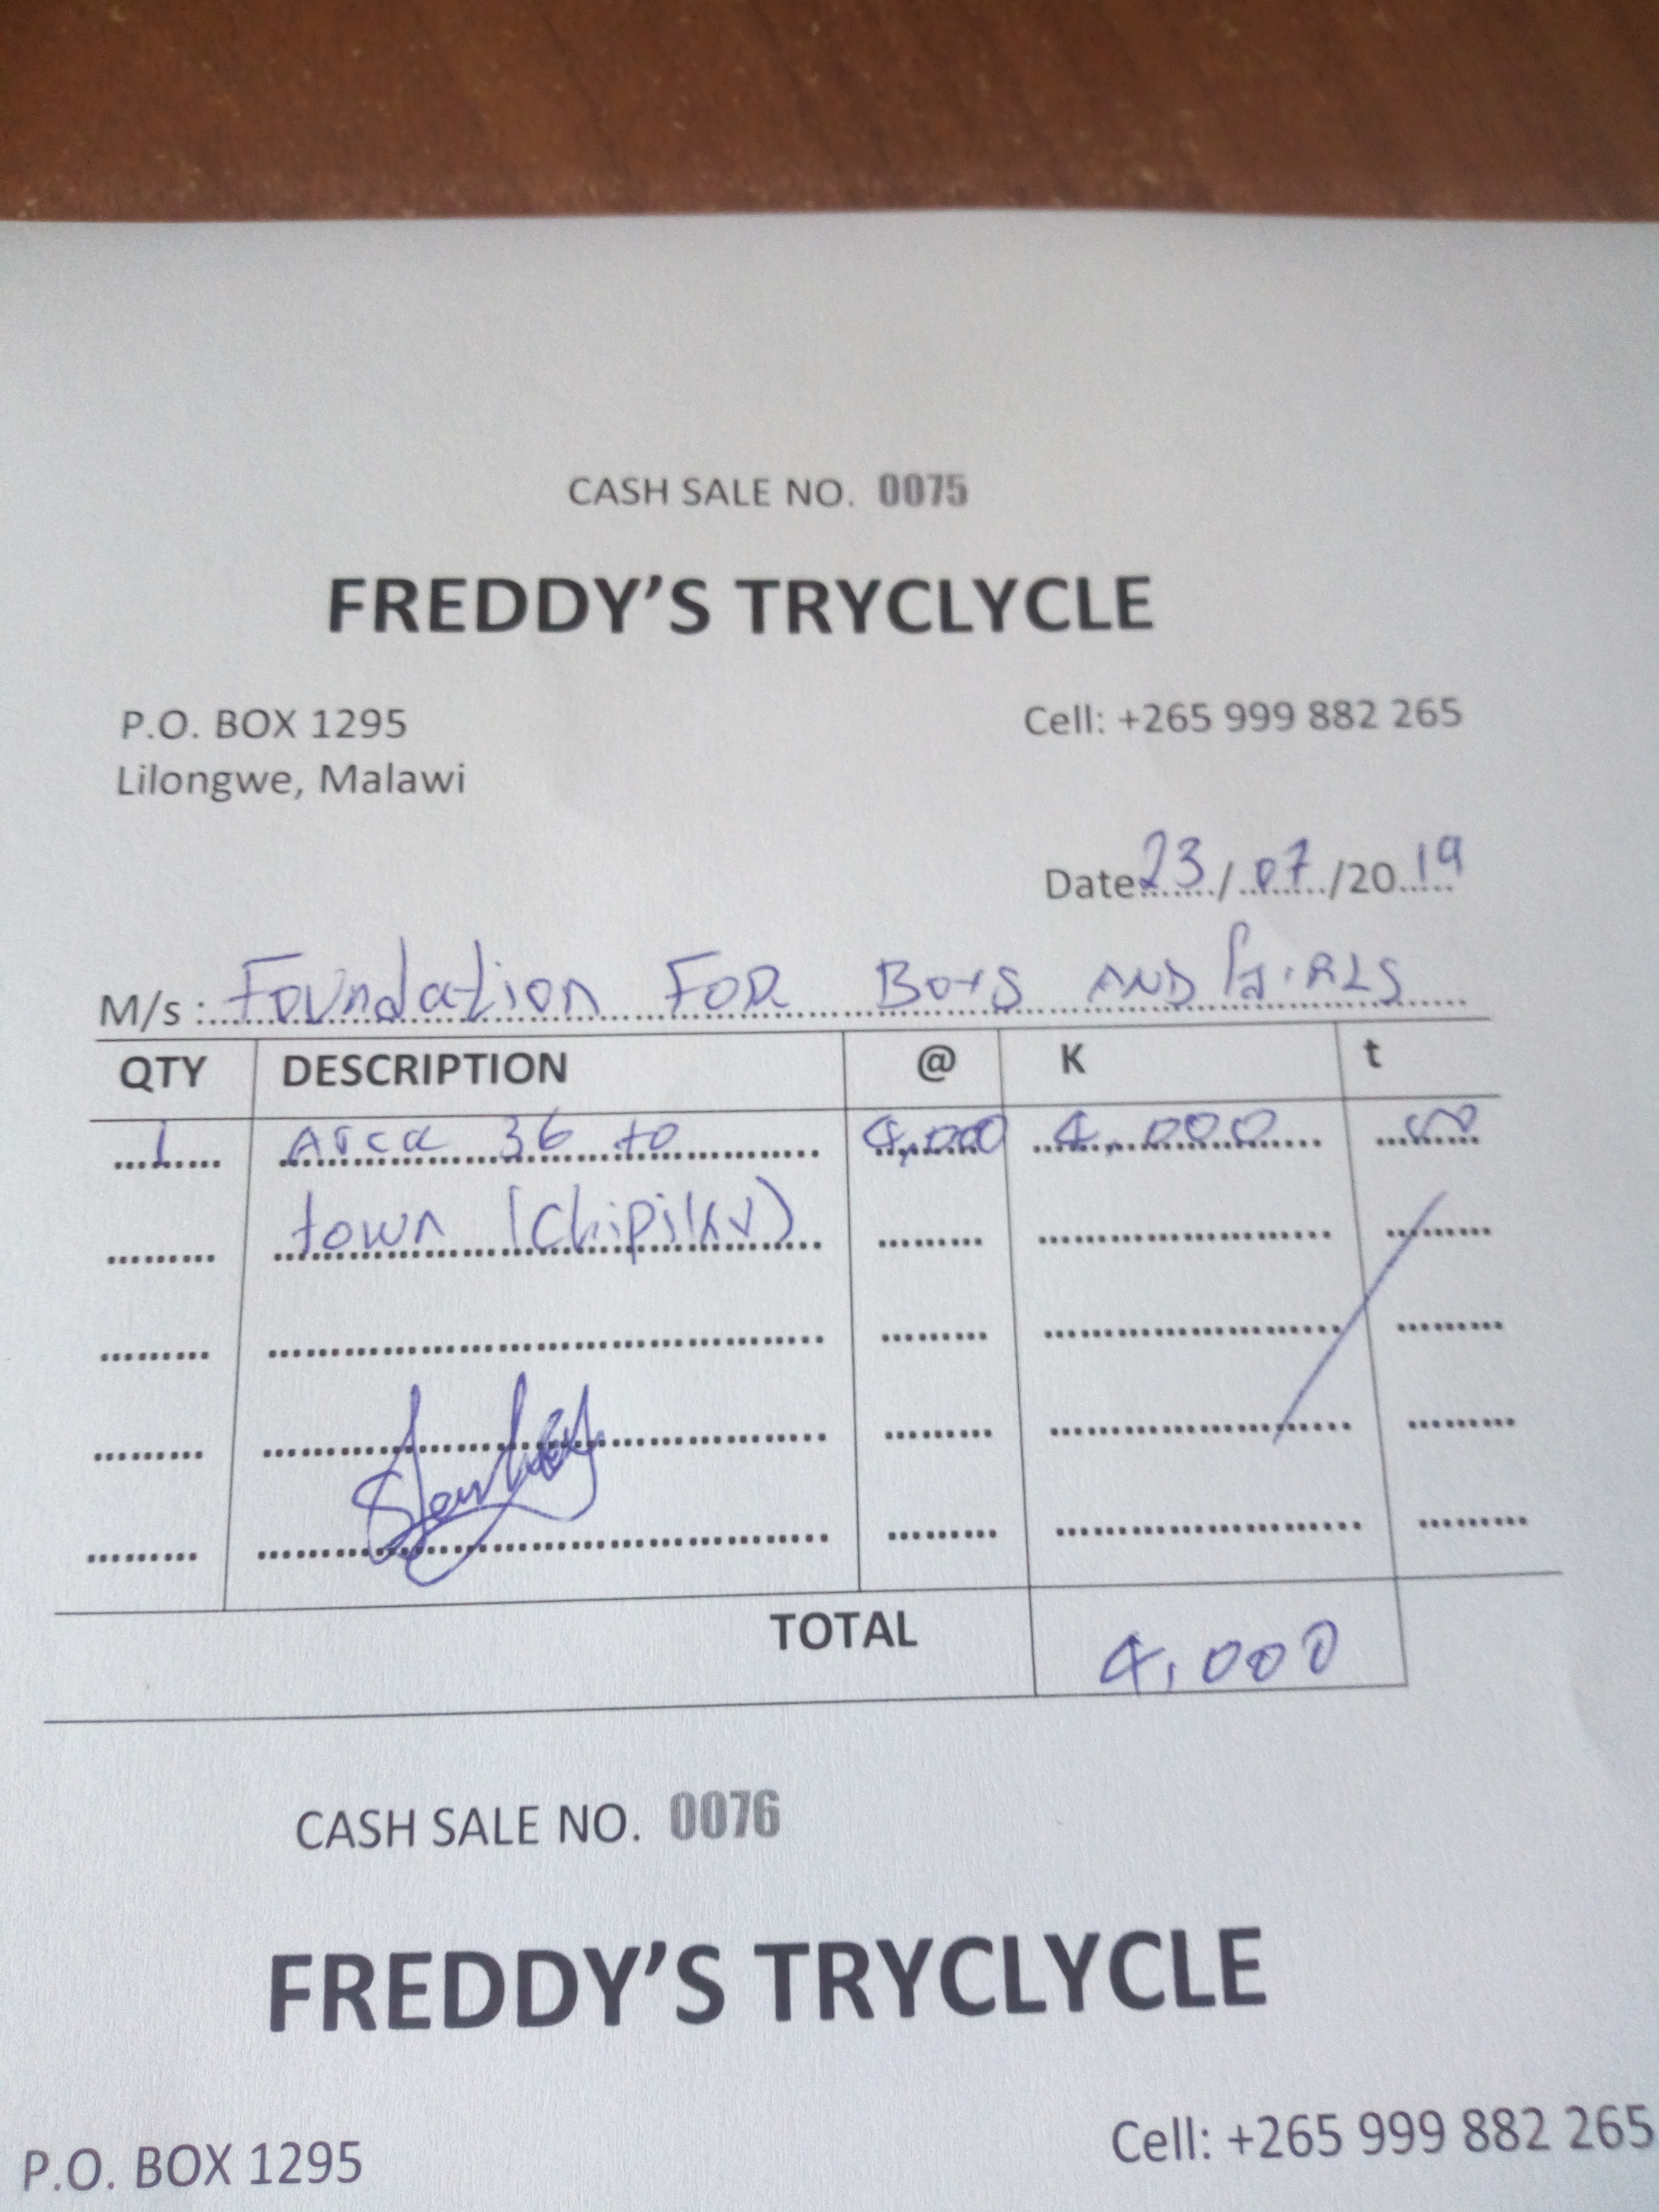 CASH SALE NO. 0075
FREDDY'S TRYCLYCLE
P.O. BOX 1295 Cell: +265 999 882 265
Lilongwe, Malawi
Date 23/07/2019
M/s: Foundation FOR Boys AND GIRLS
QTY DESCRIPTION @ K t
1 Area 36 to 4,000 4,000 00
town (Chipiku)
TOTAL 4,000
CASH SALE NO. 0076
FREDDY'S TRYCLYCLE
P.O. BOX 1295 Cell: +265 999 882 265